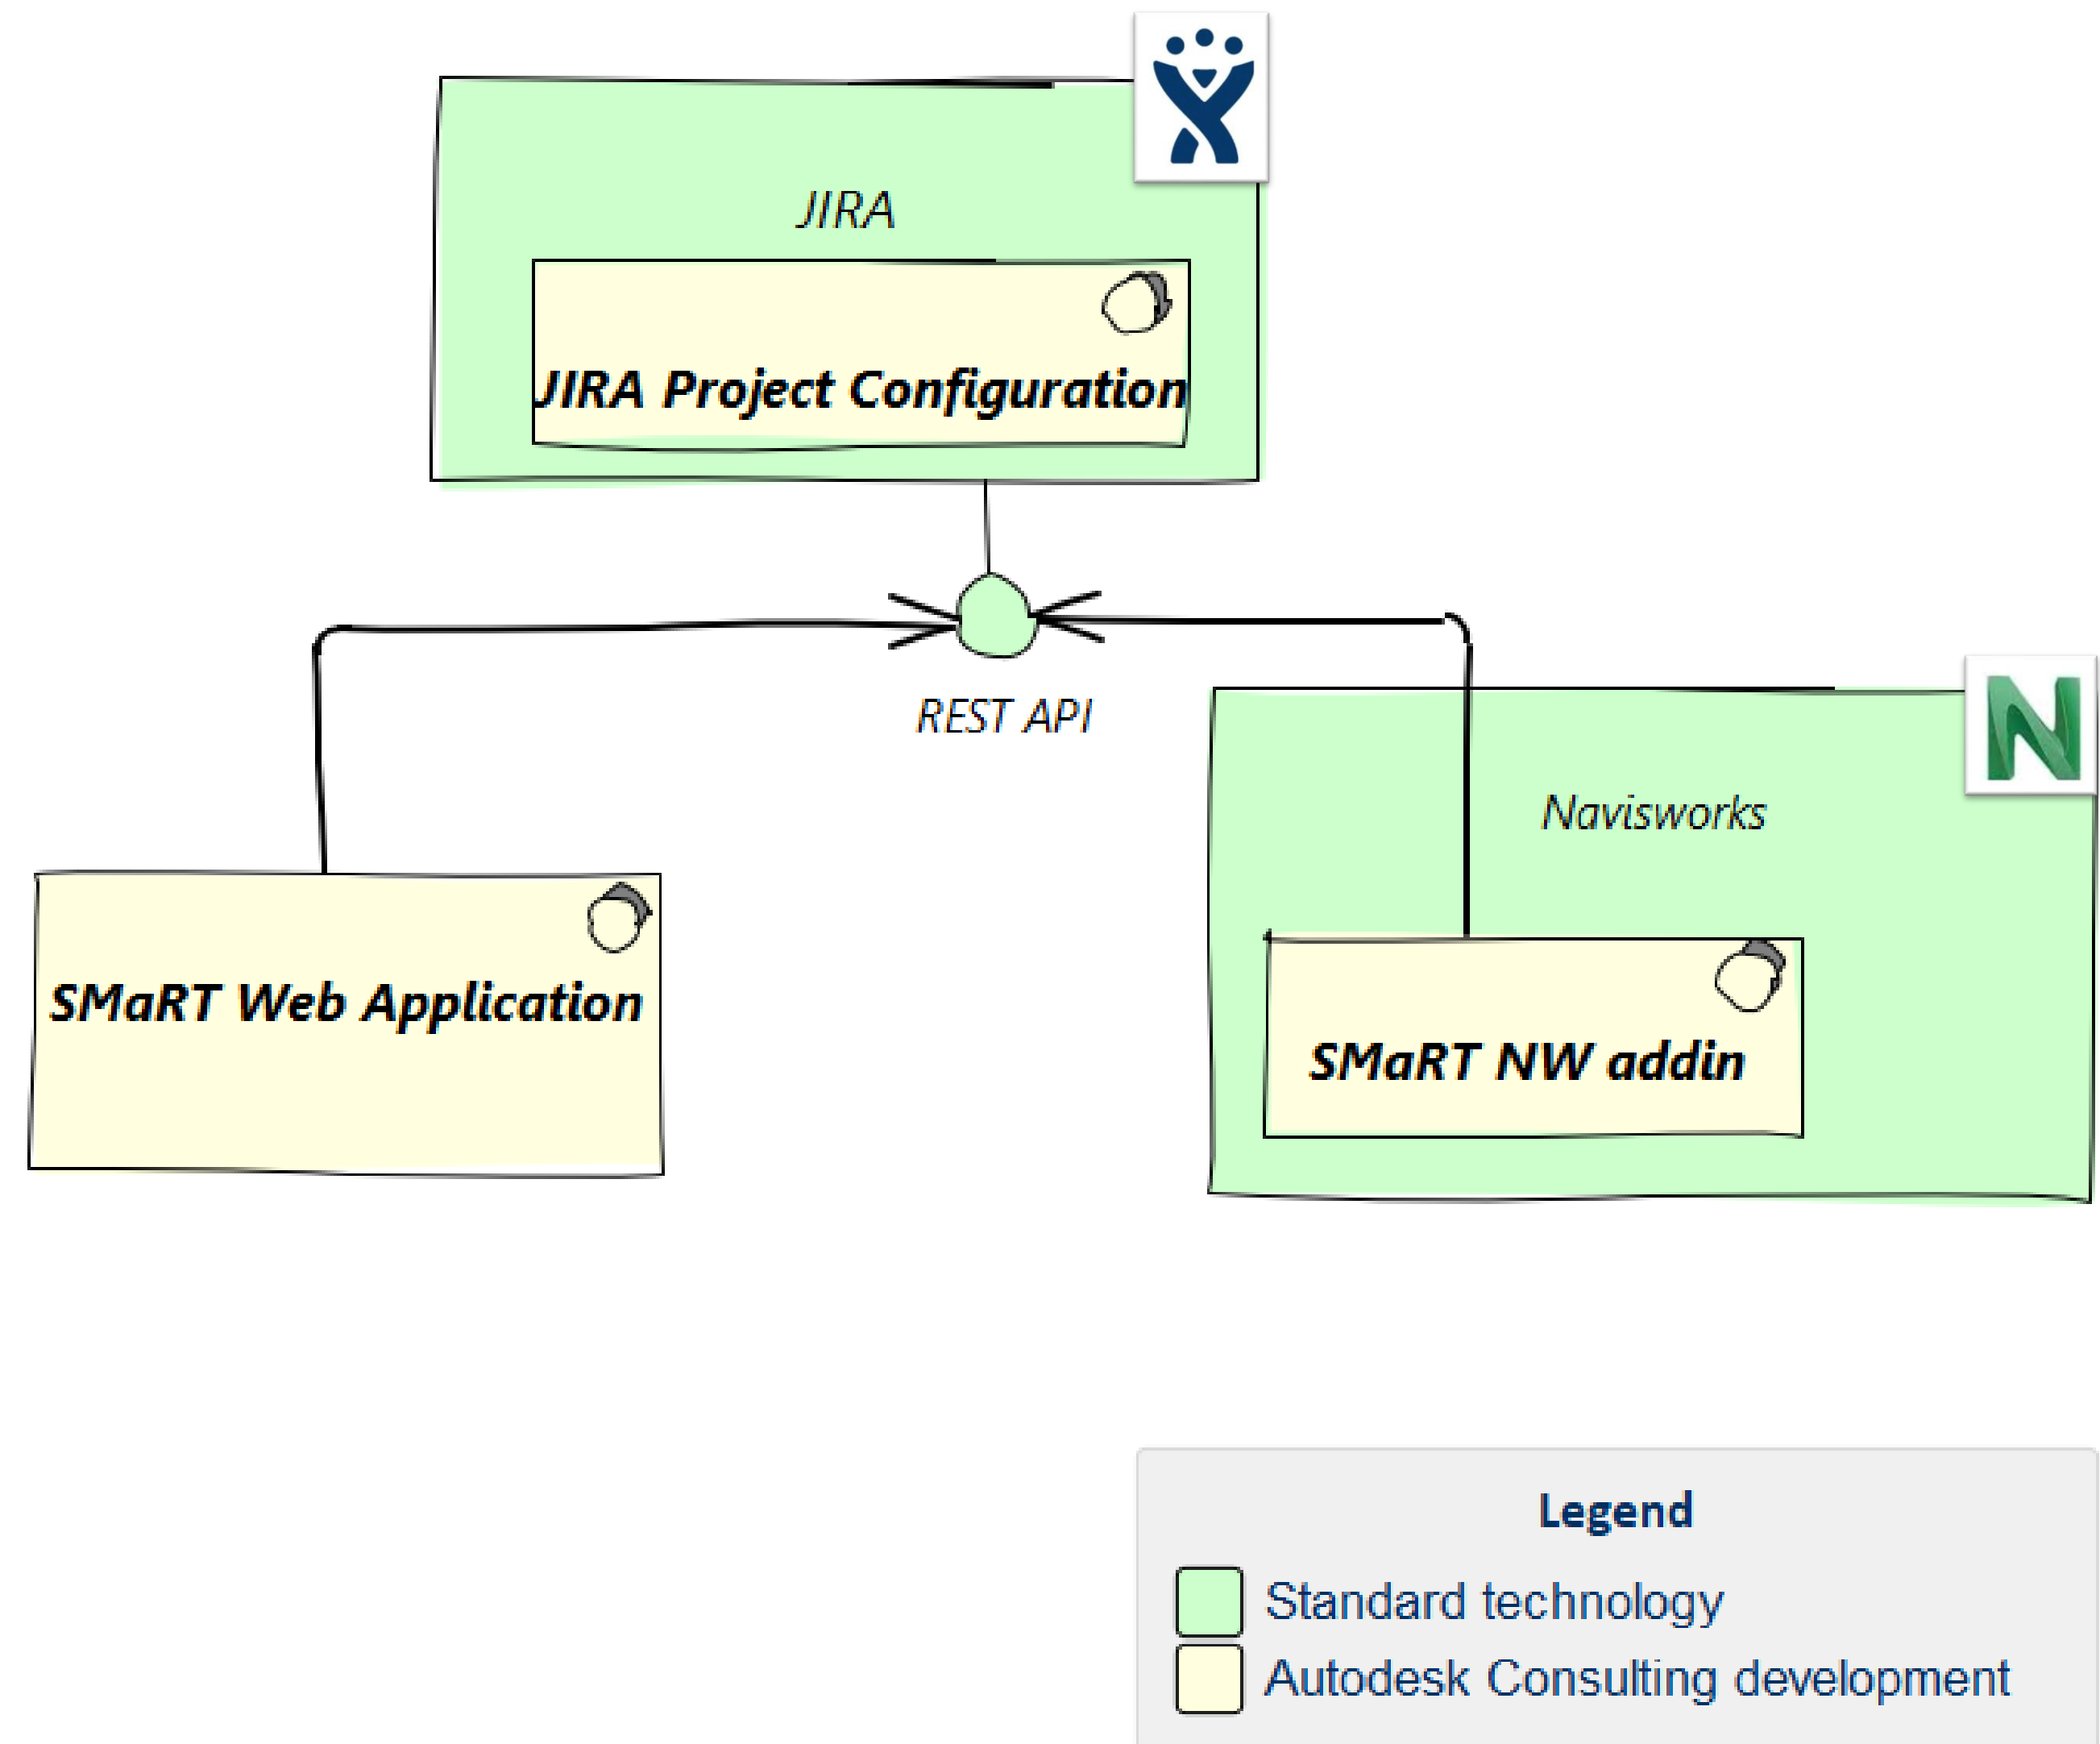 JIRA
JIRA Project Configuration
REST API
Navisworks
SMaRT Web Application
SMaRT NW addin
Legend
Standard technology
Autodesk Consulting development